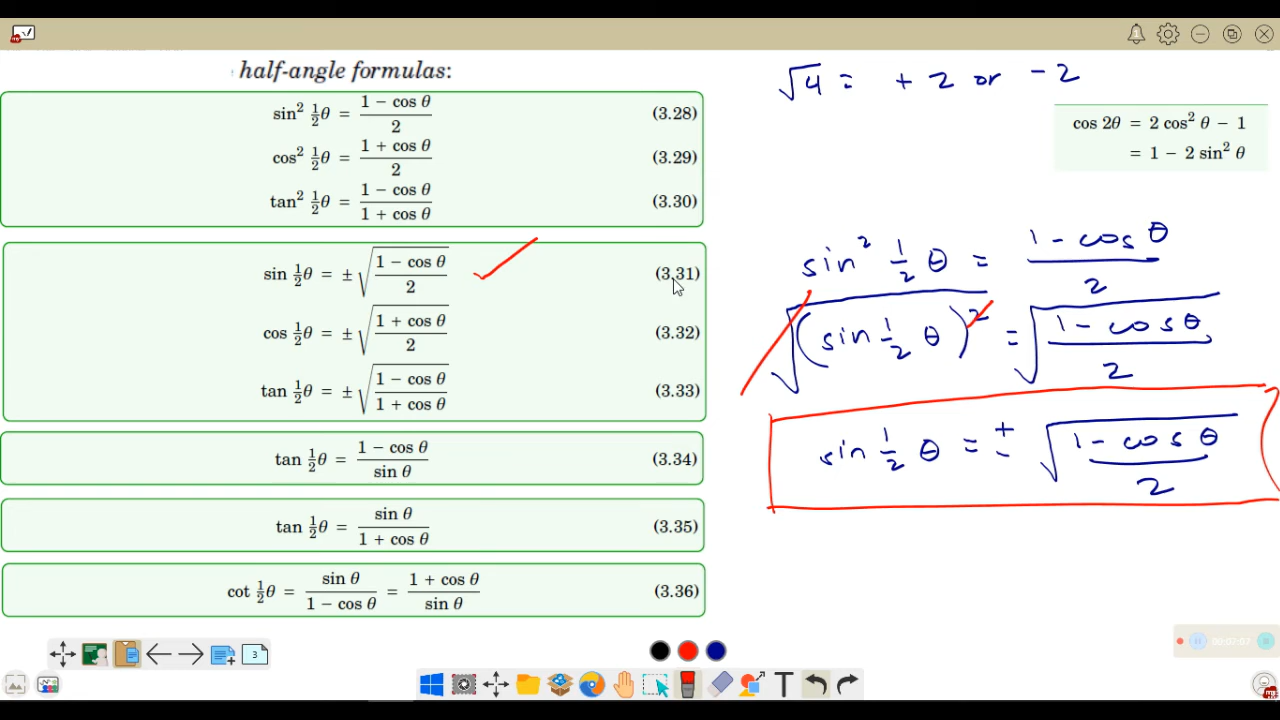 half-angle formulas:
sin² ½θ = (1 − cos θ)/2 (3.28)
cos² ½θ = (1 + cos θ)/2 (3.29)
tan² ½θ = (1 − cos θ)/(1 + cos θ) (3.30)
sin ½θ = ±√((1 − cos θ)/2) (3.31)
cos ½θ = ±√((1 + cos θ)/2) (3.32)
tan ½θ = ±√((1 − cos θ)/(1 + cos θ)) (3.33)
tan ½θ = (1 − cos θ)/sin θ (3.34)
tan ½θ = sin θ/(1 + cos θ) (3.35)
cot ½θ = sin θ/(1 − cos θ) = (1 + cos θ)/sin θ (3.36)
√4 = +2 or −2
cos 2θ = 2 cos² θ − 1
= 1 − 2 sin² θ
sin² ½ θ = (1 − cos θ)/2
√((sin ½ θ)²) = √((1 − cos θ)/2)
sin ½ θ = ± √((1 − cos θ)/2)
3
T